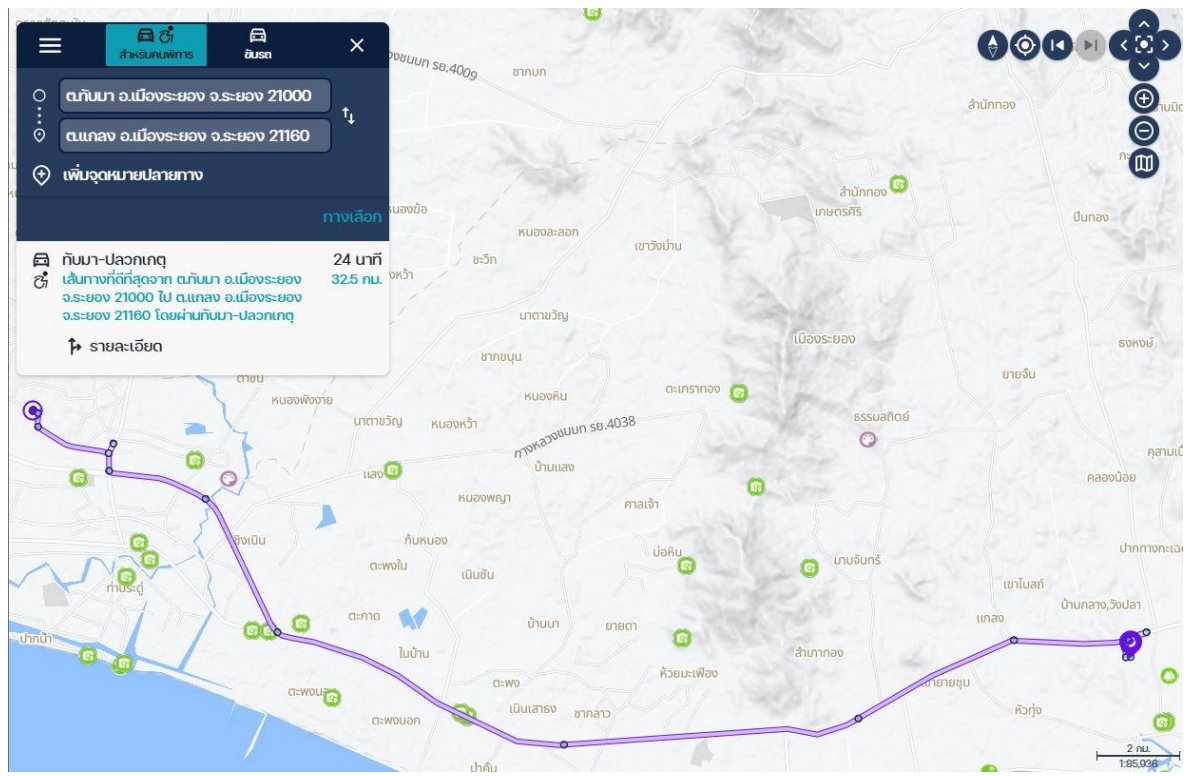 สำหรับคนพิการ
ขับรถ
ต.ทับมา อ.เมืองระยอง จ.ระยอง 21000
ต.แกลง อ.เมืองระยอง จ.ระยอง 21160
เพิ่มจุดหมายปลายทาง
ทางเลือก
ทับมา-ปลวกเกตุ
24 นาที
เส้นทางที่ดีที่สุดจาก ต.ทับมา อ.เมืองระยอง
32.5 กม.
จ.ระยอง 21000 ไป ต.แกลง อ.เมืองระยอง
จ.ระยอง 21160 โดยผ่านทับมา-ปลวกเกตุ
รายละเอียด
ชากบก
สำนักทอง
สำนักทอง
เกษตรศิริ
ปั่นทอง
หนองละลอก
เขาวังม่าน
ชะวึก
นาตาขวัญ
เมืองระยอง
ธงหงษ์
ชากขนุน
ยายจั่น
หนองพังงาย
หนองหิน
ตะเกราทอง
นาตาขวัญ
หนองหว้า
ทางหลวงชนบท รย.4038
ธรรมสถิตย์
บ้านแลง
แลง
คลองน้อย
หนองพญา
ศาลเจ้า
เชิงเนิน
ก้นหนอง
บ่อหิน
มาบจันทร์
ตะพงใน
เนินชัน
ท่าประดู่
เขาโบสถ์
บ้านกลาง,วังปลา
ตะกาด
บ้านนา
ยายดา
แกลง
ปากน้ำ
ในบ้าน
สำเภาทอง
ห้วยมะเฟือง
ตะพง
เขายายชุม
เนินเสาธง
ชากลาว
ตะพงนอก
หัวทุ่ง
ป่าคั่น
2 กม.
1:85,936